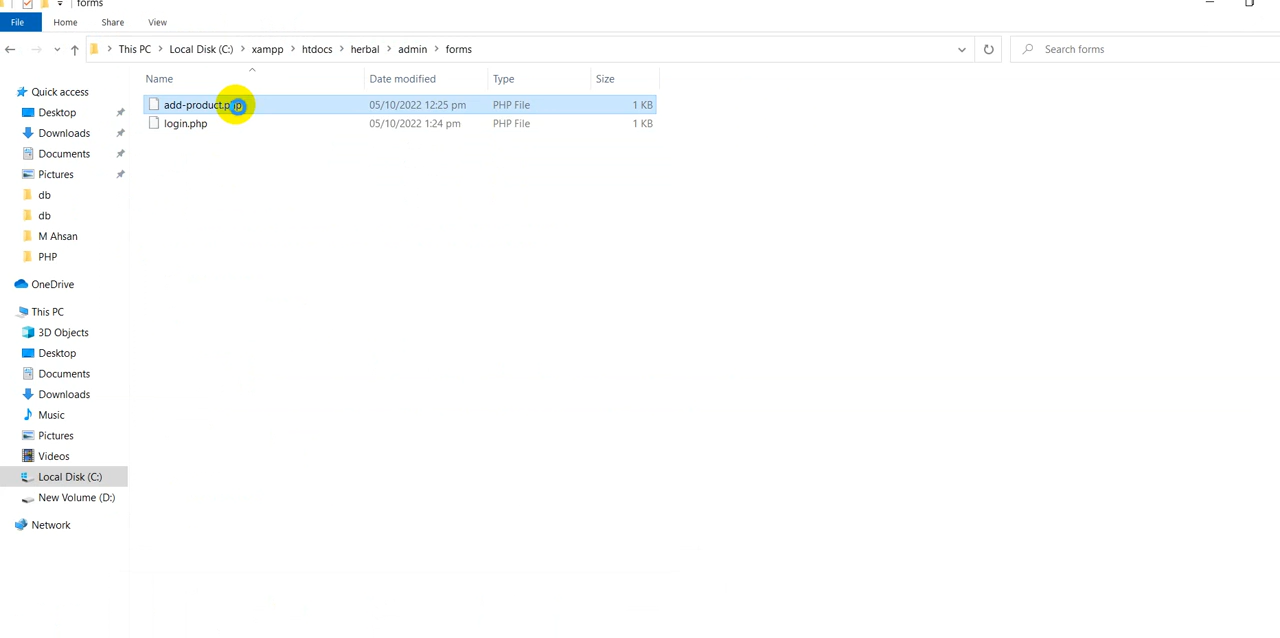 forms
File Home Share View
This PC Local Disk (C:) xampp htdocs herbal admin forms
Search forms
Name Date modified Type Size
add-product.php 05/10/2022 12:25 pm PHP File 1 KB
login.php 05/10/2022 1:24 pm PHP File 1 KB
Quick access
Desktop
Downloads
Documents
Pictures
db
db
M Ahsan
PHP
OneDrive
This PC
3D Objects
Desktop
Documents
Downloads
Music
Pictures
Videos
Local Disk (C:)
New Volume (D:)
Network